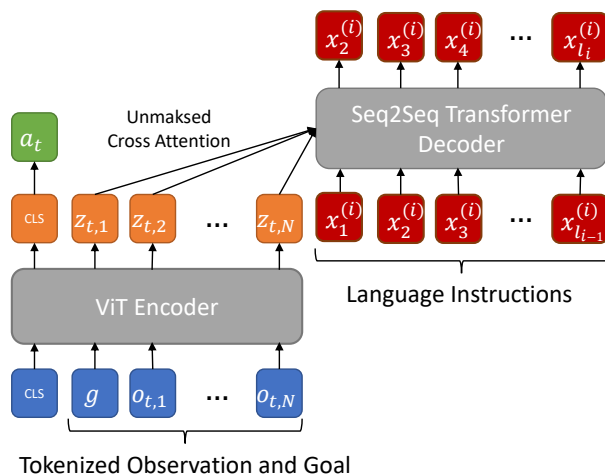 x_2^{(i)} x_3^{(i)} x_4^{(i)} ... x_{l_i}^{(i)}
Unmaksed
Cross Attention
Seq2Seq Transformer
Decoder
a_t
CLS z_{t,1} z_{t,2} ... z_{t,N}
x_1^{(i)} x_2^{(i)} x_3^{(i)} ... x_{l_{i-1}}^{(i)}
ViT Encoder
Language Instructions
CLS g o_{t,1} ... o_{t,N}
Tokenized Observation and Goal